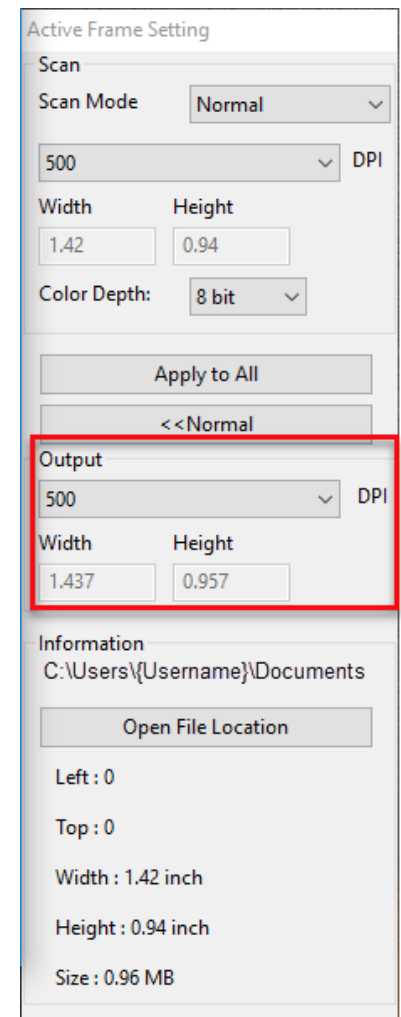 Active Frame Setting
Scan
Scan Mode Normal
500 DPI
Width Height
1.42 0.94
Color Depth: 8 bit
Apply to All
<<Normal
Output
500 DPI
Width Height
1.437 0.957
Information
C:\Users\{Username}\Documents
Open File Location
Left : 0
Top : 0
Width : 1.42 inch
Height : 0.94 inch
Size : 0.96 MB